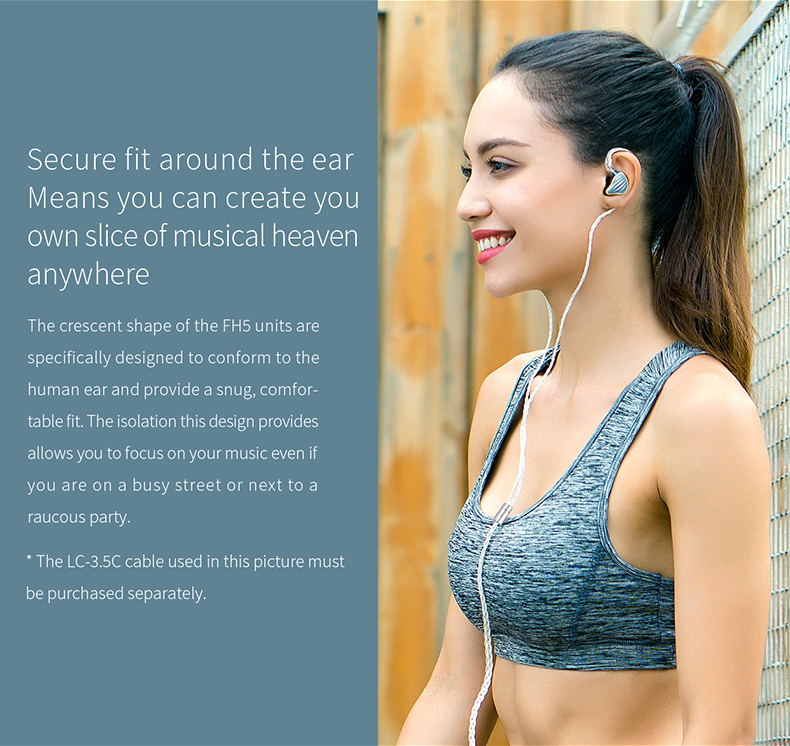 Secure fit around the ear
Means you can create you
own slice of musical heaven
anywhere
The crescent shape of the FH5 units are
specifically designed to conform to the
human ear and provide a snug, comfor-
table fit. The isolation this design provides
allows you to focus on your music even if
you are on a busy street or next to a
raucous party.
* The LC-3.5C cable used in this picture must
be purchased separately.